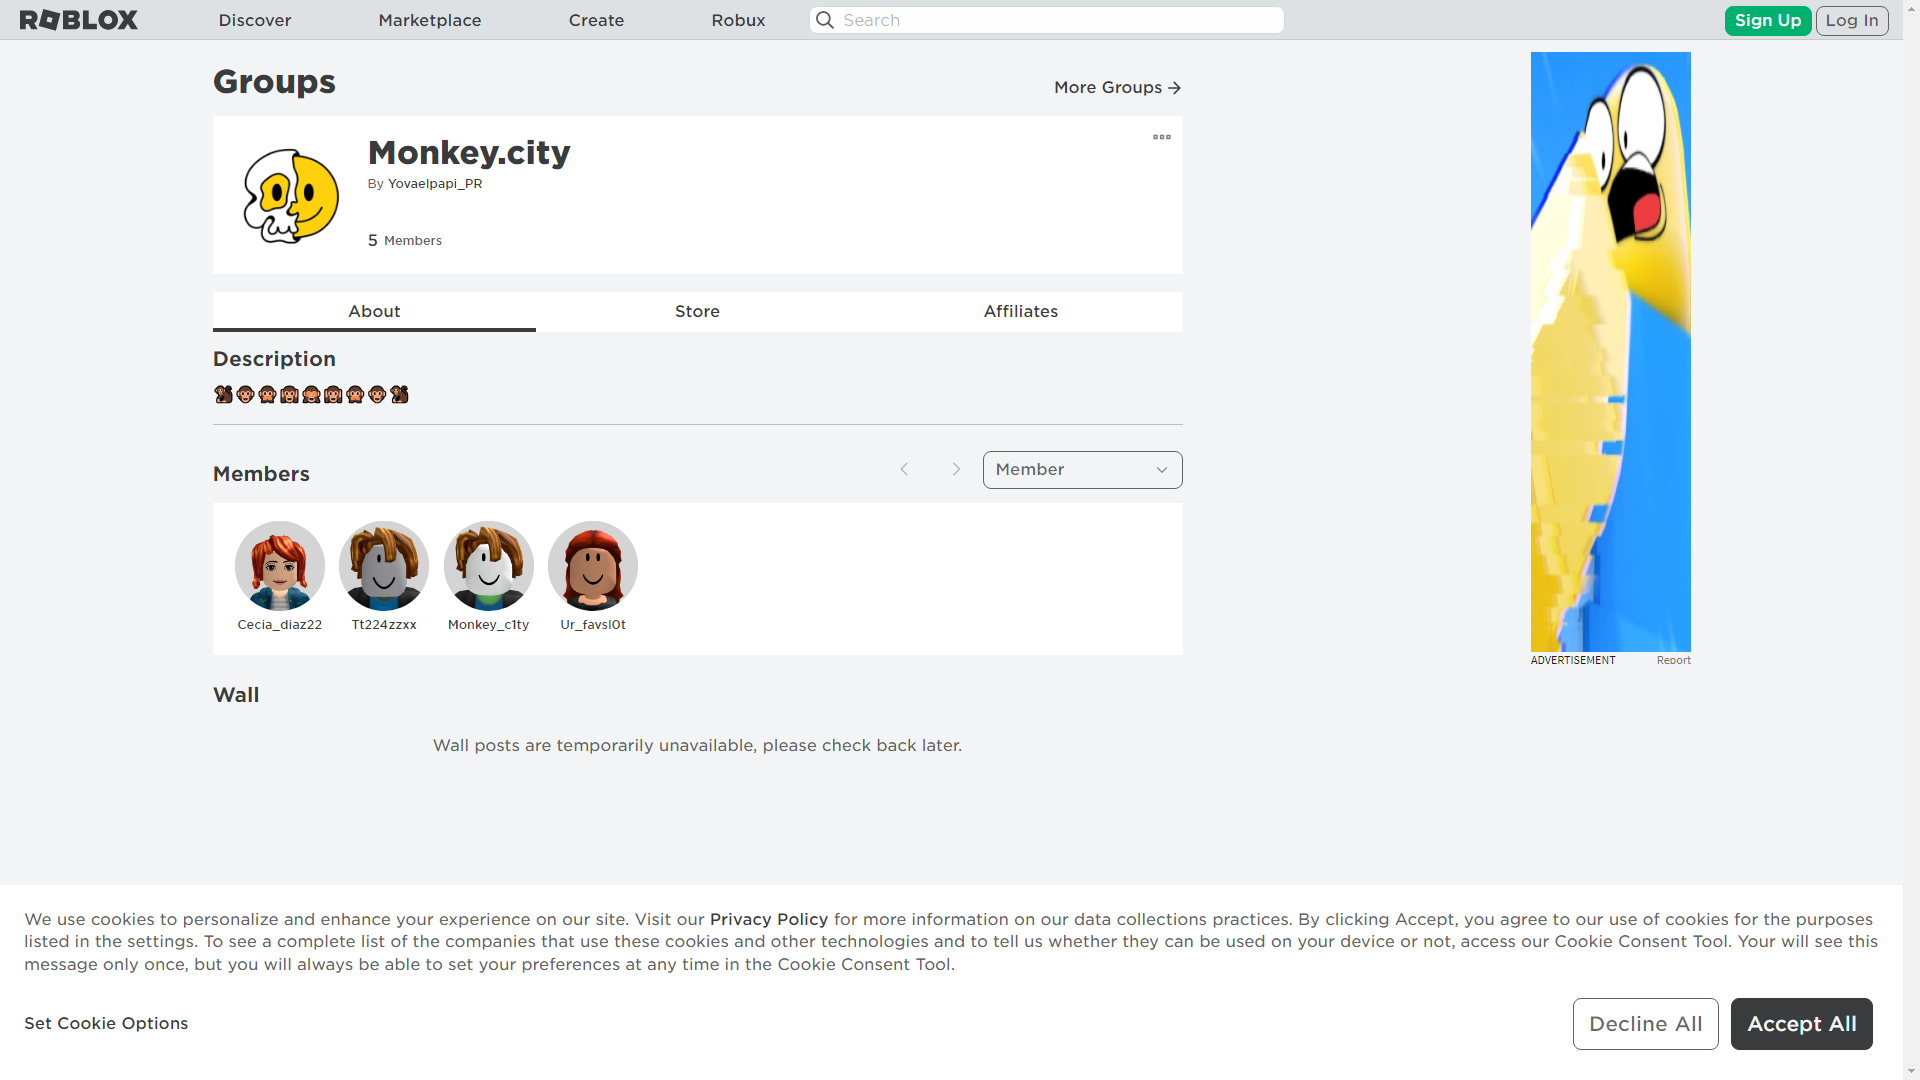 ROBLOX
Discover
Marketplace
Create
Robux
Search
Sign Up
Log In
Groups
More Groups
Monkey.city
By Yovaelpapi_PR
5 Members
About
Store
Affiliates
Description
🐒🐵🙊🙉🙈🙉🙊🐵🐒
Members
Member
Cecia_diaz22
Tt224zzxx
Monkey_c1ty
Ur_favsl0t
ADVERTISEMENT
Report
Wall
Wall posts are temporarily unavailable, please check back later.
We use cookies to personalize and enhance your experience on our site. Visit our Privacy Policy for more information on our data collections practices. By clicking Accept, you agree to our use of cookies for the purposes
listed in the settings. To see a complete list of the companies that use these cookies and other technologies and to tell us whether they can be used on your device or not, access our Cookie Consent Tool. Your will see this
message only once, but you will always be able to set your preferences at any time in the Cookie Consent Tool.
Set Cookie Options
Decline All
Accept All